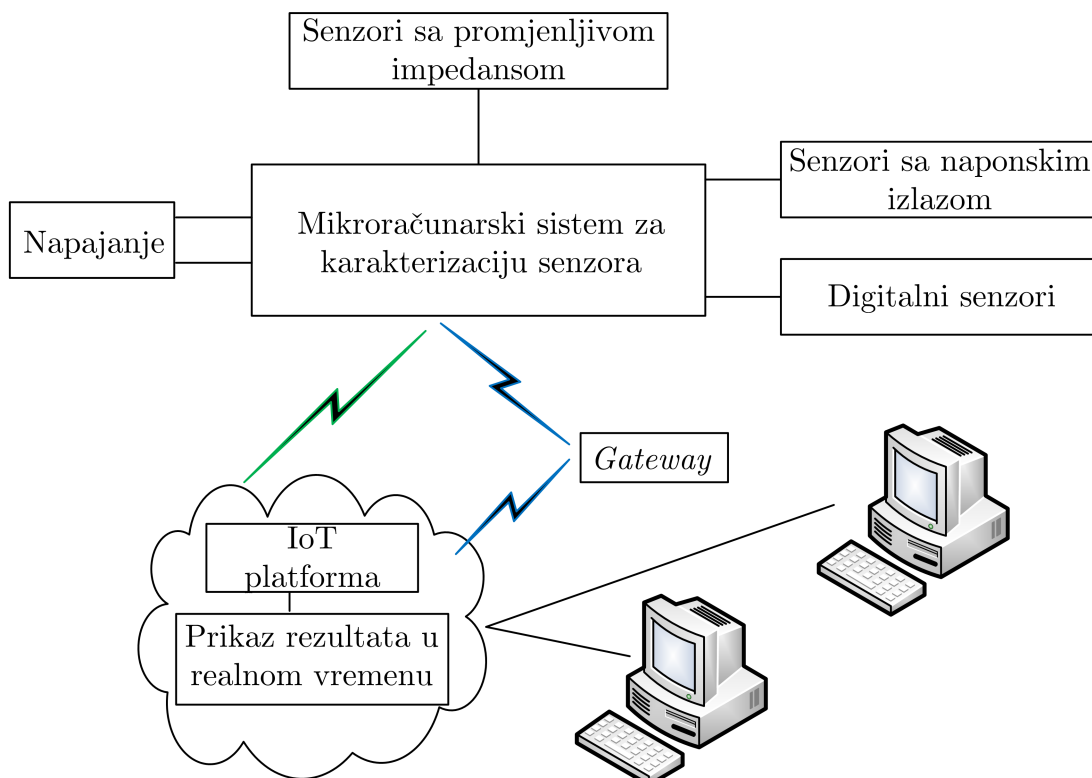 Senzori sa promjenljivom
impedansom
Senzori sa naponskim
izlazom
Mikroračunarski sistem za
karakterizaciju senzora
Napajanje
Digitalni senzori
Gateway
IoT
platforma
Prikaz rezultata u
realnom vremenu